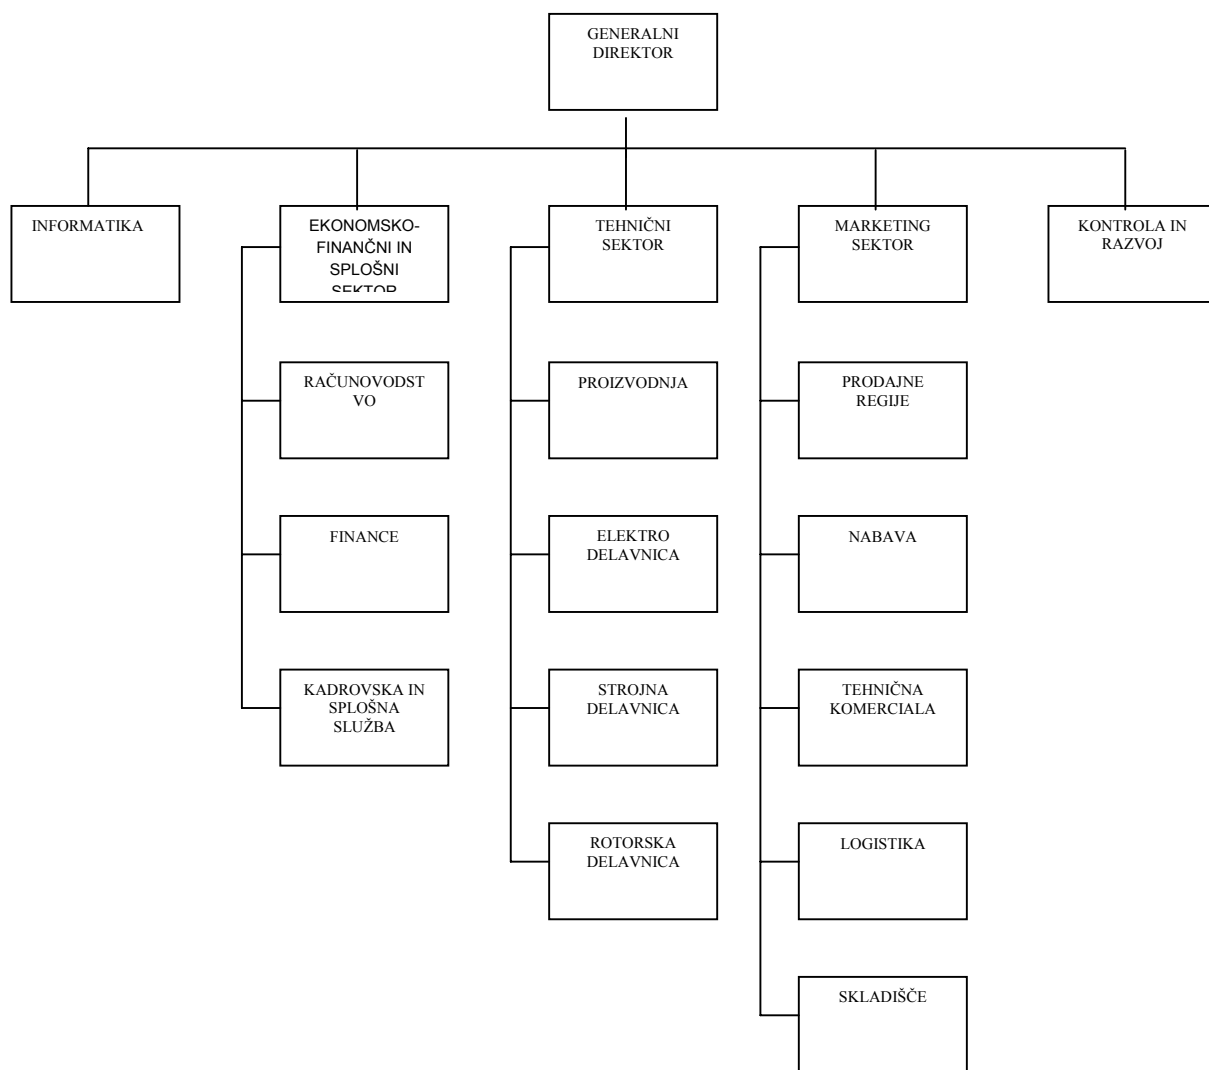 GENERALNI
DIREKTOR
INFORMATIKA
EKONOMSKO-
FINANČNI IN
SPLOŠNI
SEKTOR
TEHNIČNI
SEKTOR
MARKETING
SEKTOR
KONTROLA IN
RAZVOJ
RAČUNOVODST
VO
PROIZVODNJA
PRODAJNE
REGIJE
FINANCE
ELEKTRO
DELAVNICA
NABAVA
KADROVSKA IN
SPLOŠNA
SLUŽBA
STROJNA
DELAVNICA
TEHNIČNA
KOMERCIALA
ROTORSKA
DELAVNICA
LOGISTIKA
SKLADIŠČE